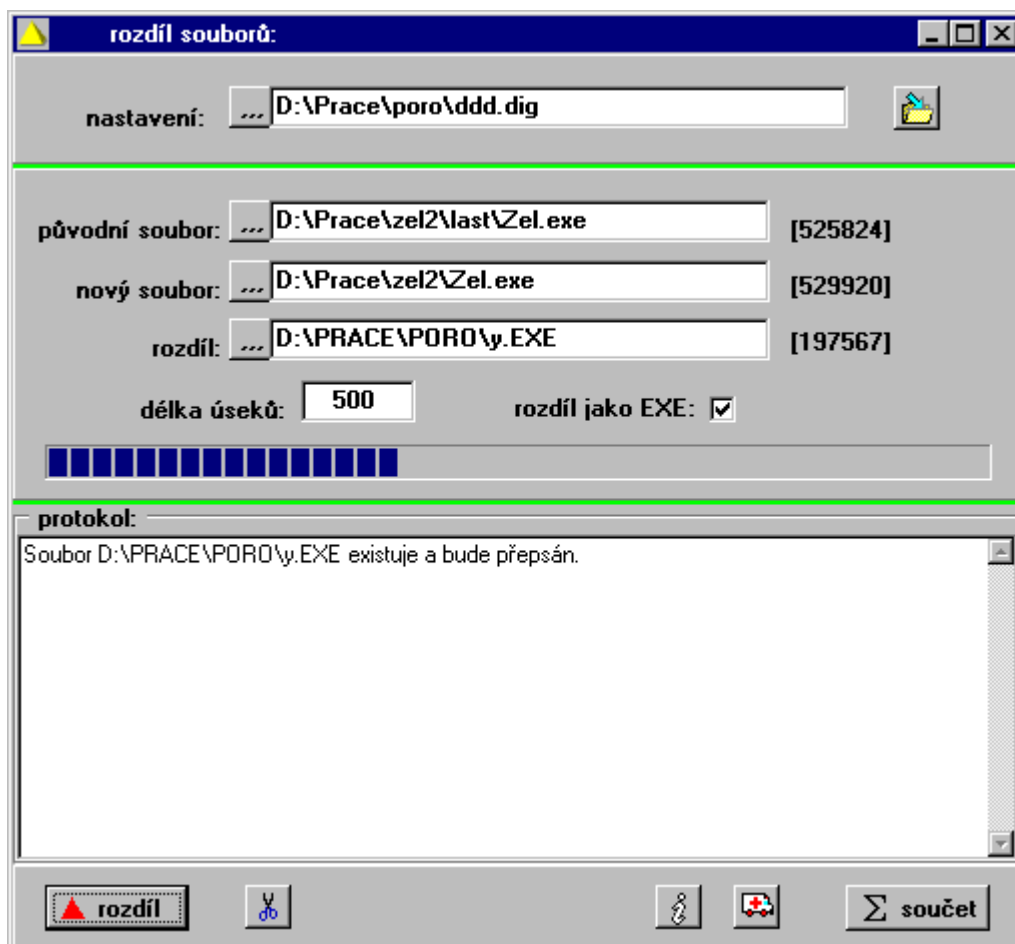 rozdíl souborů:
nastavení: ... D:\Prace\poro\ddd.dig
původní soubor: ... D:\Prace\zel2\last\Zel.exe [525824]
nový soubor: ... D:\Prace\zel2\Zel.exe [529920]
rozdíl: ... D:\PRACE\PORO\y.EXE [197567]
délka úseků: 500 rozdíl jako EXE:
protokol:
Soubor D:\PRACE\PORO\y.EXE existuje a bude přepsán.
rozdíl i Σ součet